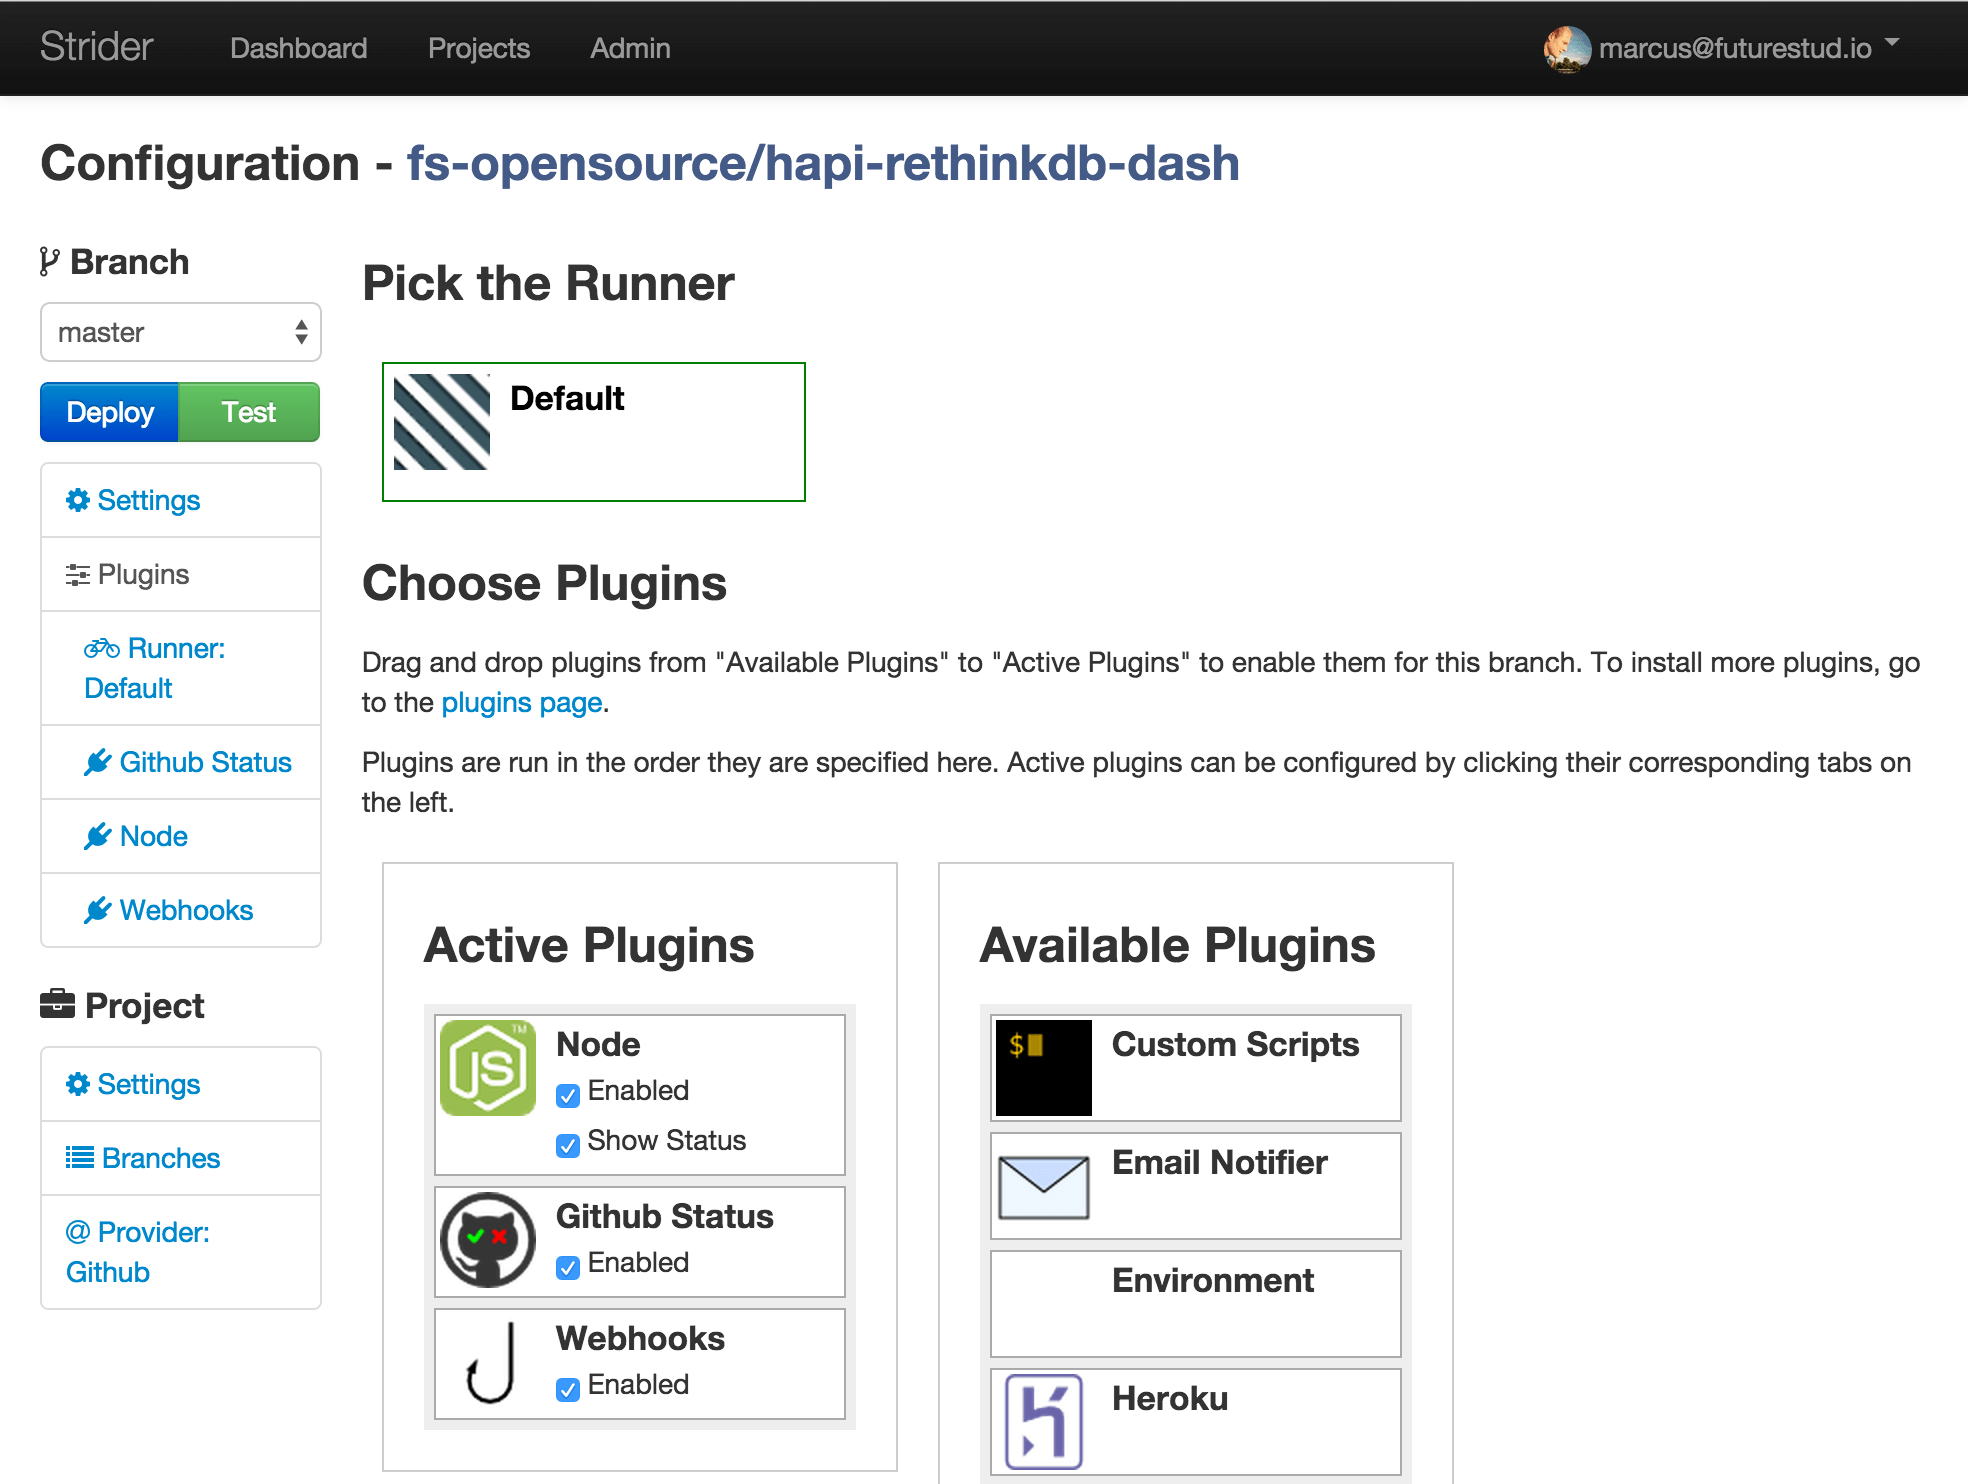 Strider
Dashboard
Projects
Admin
marcus@futurestud.io
Configuration - fs-opensource/hapi-rethinkdb-dash
Branch
master
Deploy
Test
Settings
Plugins
Runner:
Default
Github Status
Node
Webhooks
Project
Settings
Branches
@ Provider:
Github
Pick the Runner
Default
Choose Plugins
Drag and drop plugins from "Available Plugins" to "Active Plugins" to enable them for this branch. To install more plugins, go
to the plugins page.
Plugins are run in the order they are specified here. Active plugins can be configured by clicking their corresponding tabs on
the left.
Active Plugins
JS
TM
Node
Enabled
Show Status
Github Status
Enabled
Webhooks
Enabled
Available Plugins
$
Custom Scripts
Email Notifier
Environment
Heroku